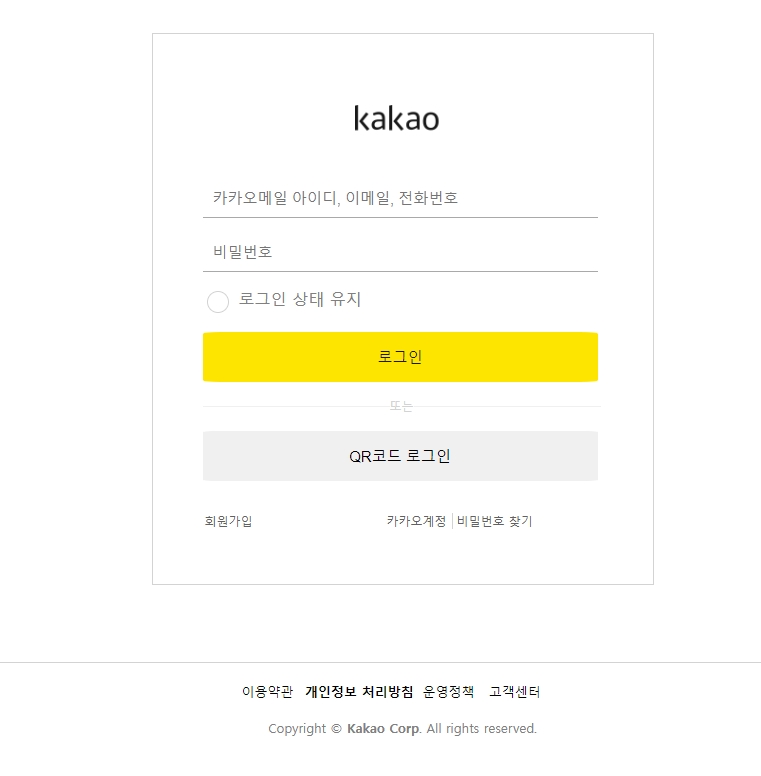 kakao
카카오메일 아이디, 이메일, 전화번호
비밀번호
로그인 상태 유지
로그인
또는
QR코드 로그인
회원가입 카카오계정 비밀번호 찾기
이용약관 개인정보 처리방침 운영정책 고객센터
Copyright © Kakao Corp. All rights reserved.